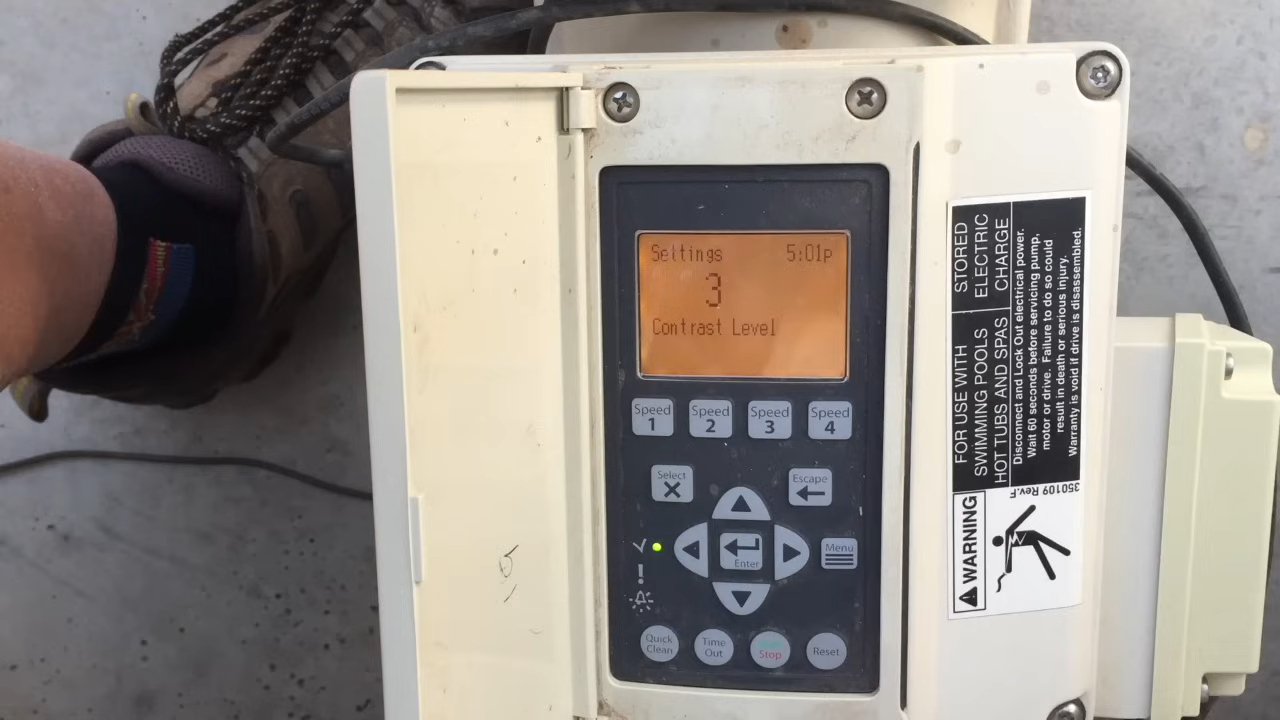 Settings 5:01p
3
Contrast Level
Speed 1
Speed 2
Speed 3
Speed 4
Select
Escape
Enter
Menu
!
Quick Clean
Time Out
Stop
Reset
FOR USE WITH
SWIMMING POOLS
HOT TUBS AND SPAS
STORED
ELECTRIC
CHARGE
Disconnect and Lock Out electrical power.
Wait 60 seconds before servicing pump,
motor or drive. Failure to do so could
result in death or serious injury.
Warranty is void if drive is disassembled.
WARNING
350109 Rev.F